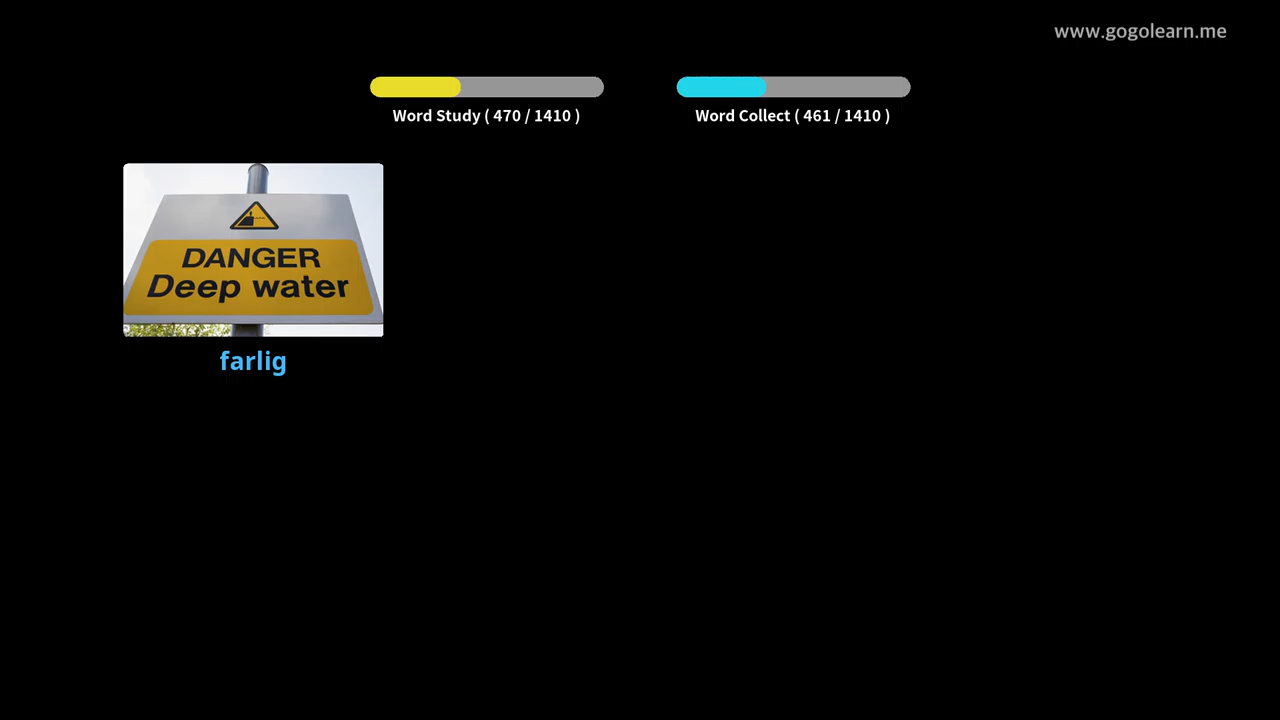 www.gogolearn.me
Word Study ( 470 / 1410 )
Word Collect ( 461 / 1410 )
DANGER
Deep water
farlig